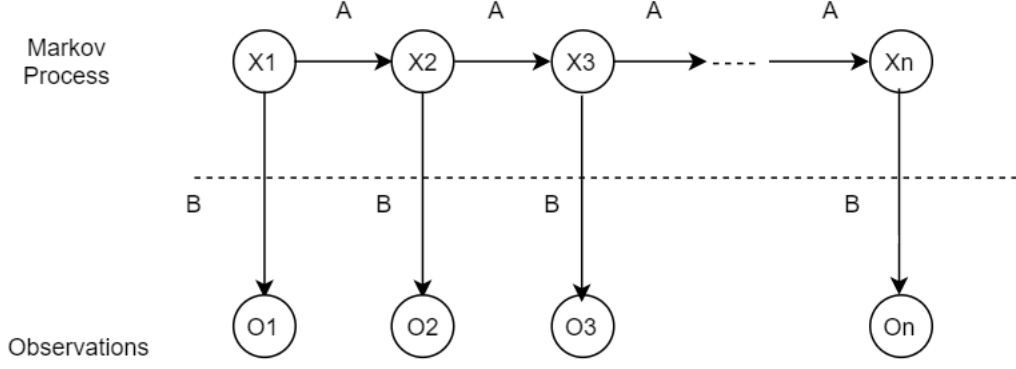 A A A A
Markov
Process
X1 X2 X3 Xn
B B B B
O1 O2 O3 On
Observations